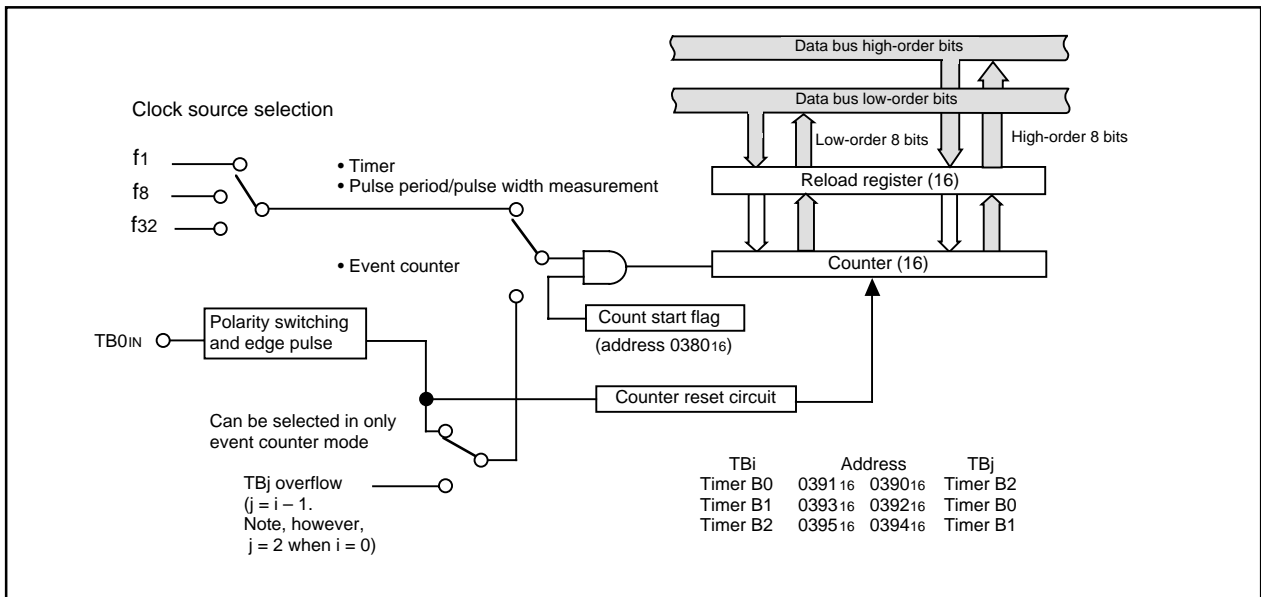 Data bus high-order bits
Data bus low-order bits
Clock source selection
Low-order 8 bits
High-order 8 bits
f1
f8
f32
• Timer
• Pulse period/pulse width measurement
Reload register (16)
• Event counter
Counter (16)
Polarity switching
and edge pulse
TB0IN
Count start flag
(address 038016)
Counter reset circuit
Can be selected in only
event counter mode
TBj overflow
(j = i – 1.
Note, however,
j = 2 when i = 0)
TBi Address TBj
Timer B0 039116 039016 Timer B2
Timer B1 039316 039216 Timer B0
Timer B2 039516 039416 Timer B1